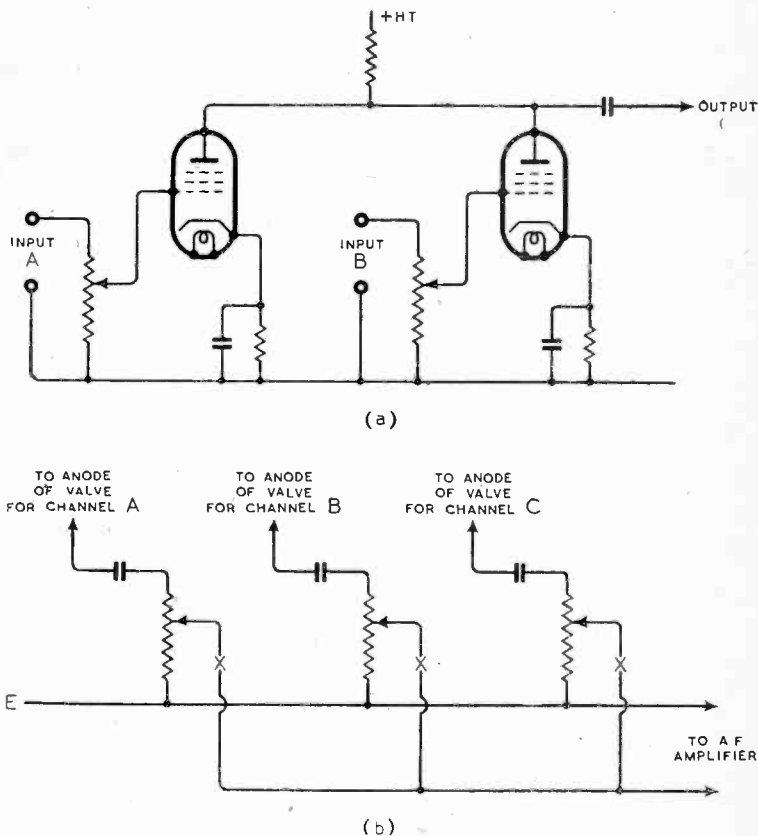 +HT
OUTPUT
INPUT
A
INPUT
B
(a)
TO ANODE
OF VALVE
FOR CHANNEL A
TO ANODE
OF VALVE
FOR CHANNEL B
TO ANODE
OF VALVE
FOR CHANNEL C
E
TO A F
AMPLIFIER
(b)